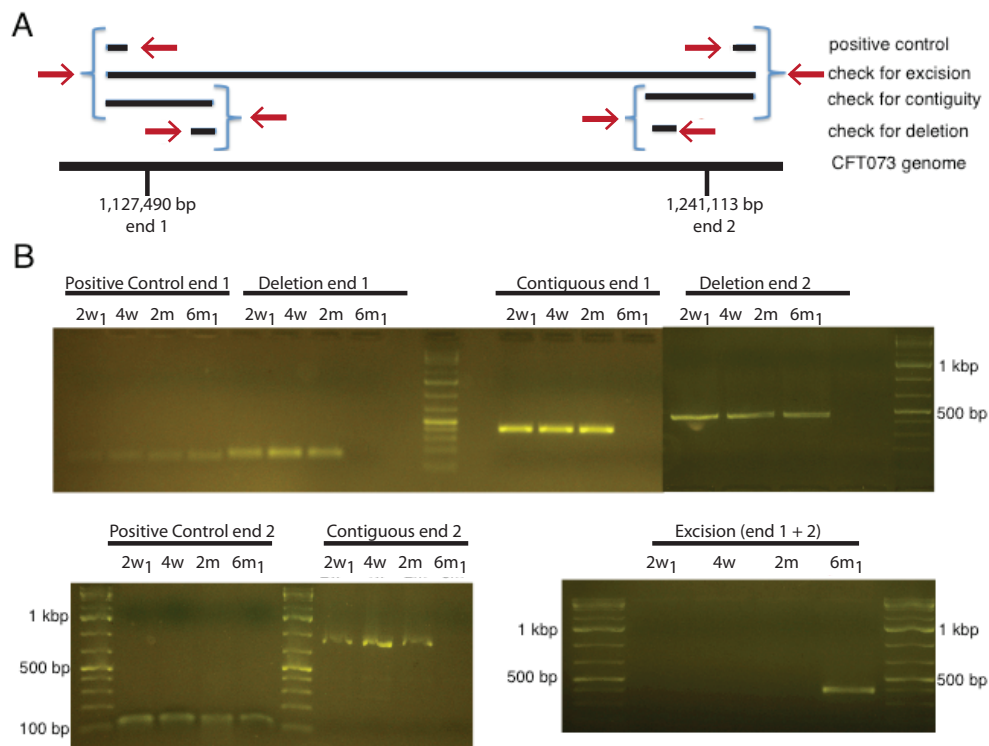 A
positive control
check for excision
check for contiguity
check for deletion
CFT073 genome
1,127,490 bp
end 1
1,241,113 bp
end 2
B
Positive Control end 1
Deletion end 1
Contiguous end 1
Deletion end 2
2w1 4w 2m 6m1 2w1 4w 2m 6m1
2w1 4w 2m 6m1
2w1 4w 2m 6m1
1 kbp
500 bp
Positive Control end 2
Contiguous end 2
Excision (end 1 + 2)
2w1 4w 2m 6m1
2w1 4w 2m 6m1
2w1 4w 2m 6m1
1 kbp
500 bp
100 bp
1 kbp
500 bp
1 kbp
500 bp